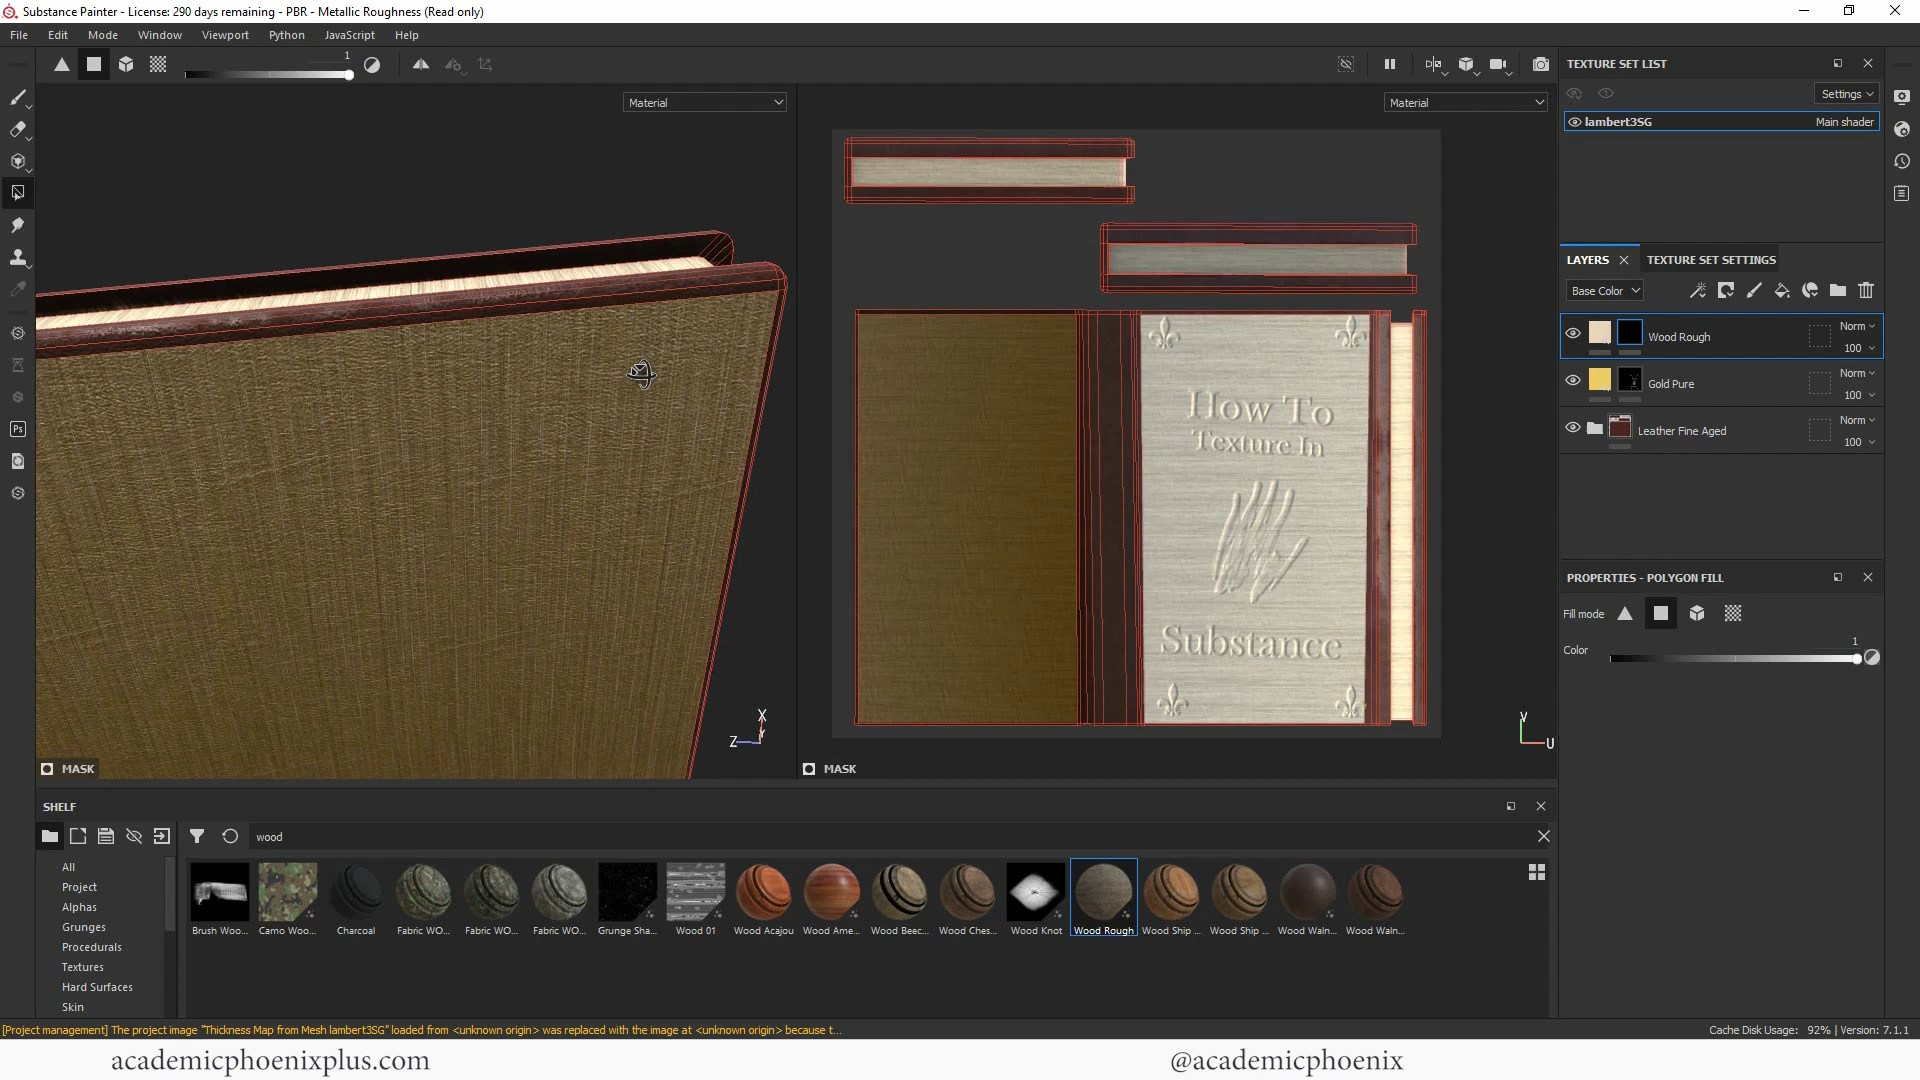 Substance Painter - License: 290 days remaining - PBR - Metallic Roughness (Read only)
File Edit Mode Window Viewport Python JavaScript Help
1
Material
Material
TEXTURE SET LIST
Settings
lambert3SG Main shader
LAYERS TEXTURE SET SETTINGS
Base Color
Wood Rough Norm 100
Gold Pure Norm 100
Leather Fine Aged Norm 100
How To
Texture In
Substance
X
Y
Z
V
U
MASK
MASK
PROPERTIES - POLYGON FILL
Fill mode
Color 1
Ps
SHELF
wood
All
Project
Alphas
Grunges
Procedurals
Textures
Hard Surfaces
Skin
Brush Woo... Camo Woo... Charcoal Fabric WO... Fabric WO... Fabric WO... Grunge Sha... Wood 01 Wood Acajou Wood Ame... Wood Beec... Wood Ches... Wood Knot Wood Rough Wood Ship ... Wood Ship ... Wood Waln... Wood Waln...
[Project management] The project image "Thickness Map from Mesh lambert3SG" loaded from <unknown origin> was replaced with the image at <unknown origin> because t...
Cache Disk Usage: 92% | Version: 7.1.1
academicphoenixplus.com
@academicphoenix